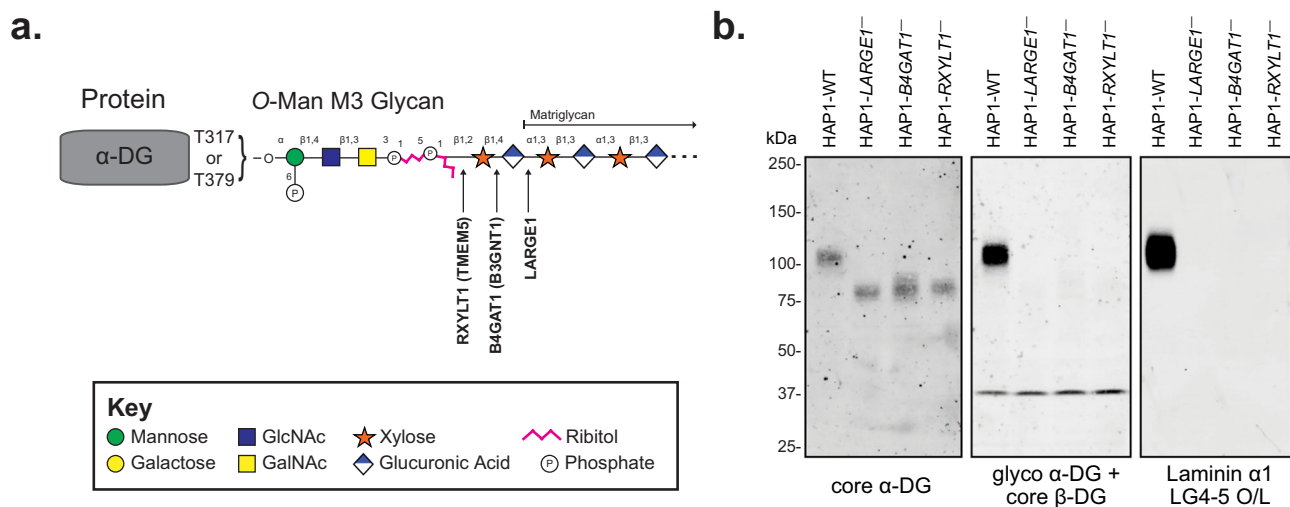 a.
Protein
O-Man M3 Glycan
α-DG
T317
or
T379
O
α
β1,4
β1,3
3
1
5
1
β1,2
β1,4
α1,3
β1,3
α1,3
β1,3
Matriglycan
6
P
P
P
RXYLT1 (TMEM5)
B4GAT1 (B3GNT1)
LARGE1
Key
Mannose
GlcNAc
Xylose
Ribitol
Galactose
GalNAc
Glucuronic Acid
P Phosphate
b.
HAP1-WT
HAP1-LARGE1–
HAP1-B4GAT1–
HAP1-RXYLT1–
HAP1-WT
HAP1-LARGE1–
HAP1-B4GAT1–
HAP1-RXYLT1–
HAP1-WT
HAP1-LARGE1–
HAP1-B4GAT1–
HAP1-RXYLT1–
kDa
250-
150-
100-
75-
50-
37-
25-
core α-DG
glyco α-DG +
core β-DG
Laminin α1
LG4-5 O/L